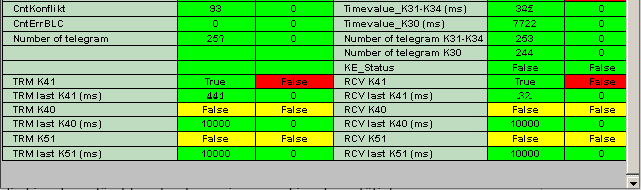 CntKonflikt 93 0 Timevalue_K31-K34 (ms) 0
CntErrBLC 0 0 Timevalue_K30 (ms) 7722 0
Number of telegram 257 0 Number of telegram K31-K34 253 0
Number of telegram K30 244 0
KE_Status False False
TRM K41 True False RCV K41 True False
TRM last K41 (ms) 441 0 RCV last K41 (ms) 32 0
TRM K40 False False RCV K40 False False
TRM last K40 (ms) 10000 0 RCV last K40 (ms) 10000 0
TRM K51 False False RCV K51 False False
TRM last K51 (ms) 10000 0 RCV last K51 (ms) 10000 0